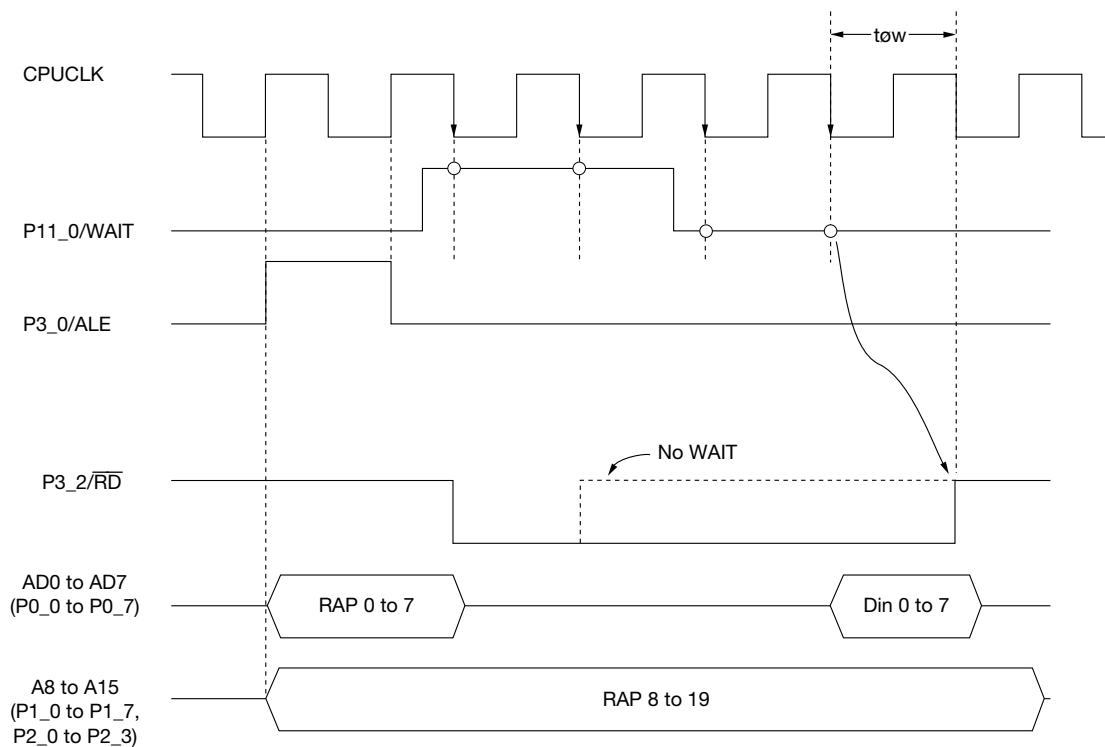 tøw
CPUCLK
P11_0/WAIT
P3_0/ALE
No WAIT
P3_2/R̅D̅
AD0 to AD7
(P0_0 to P0_7)
RAP 0 to 7
Din 0 to 7
A8 to A15
(P1_0 to P1_7,
P2_0 to P2_3)
RAP 8 to 19